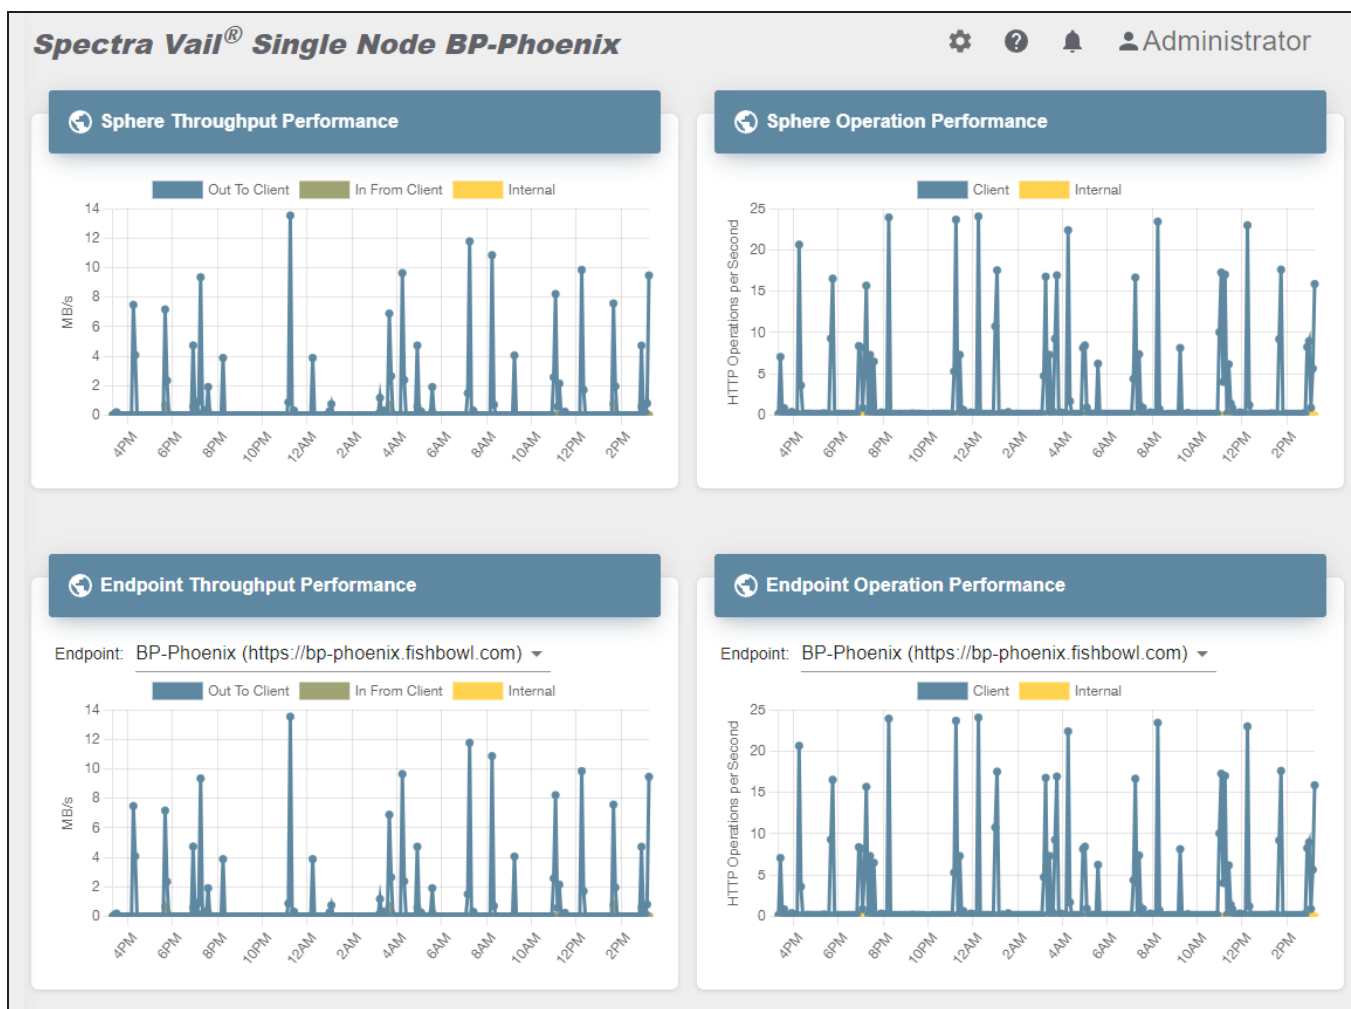 Spectra Vail® Single Node BP-Phoenix
Administrator
Sphere Throughput Performance
Out To Client In From Client Internal
14
12
10
8
6
4
2
0
MB/s
4PM 6PM 8PM 10PM 12AM 2AM 4AM 6AM 8AM 10AM 12PM 2PM
Sphere Operation Performance
Client Internal
25
20
15
10
5
0
HTTP Operations per Second
4PM 6PM 8PM 10PM 12AM 2AM 4AM 6AM 8AM 10AM 12PM 2PM
Endpoint Throughput Performance
Endpoint: BP-Phoenix (https://bp-phoenix.fishbowl.com)
Out To Client In From Client Internal
14
12
10
8
6
4
2
0
MB/s
4PM 6PM 8PM 10PM 12AM 2AM 4AM 6AM 8AM 10AM 12PM 2PM
Endpoint Operation Performance
Endpoint: BP-Phoenix (https://bp-phoenix.fishbowl.com)
Client Internal
25
20
15
10
5
0
HTTP Operations per Second
4PM 6PM 8PM 10PM 12AM 2AM 4AM 6AM 8AM 10AM 12PM 2PM